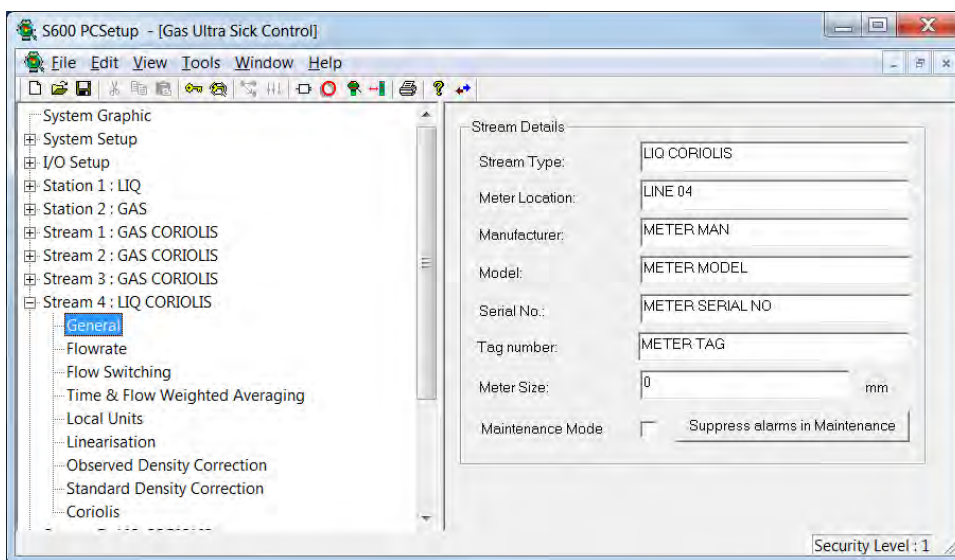 S600 PCSetup - [Gas Ultra Sick Control]
File Edit View Tools Window Help
System Graphic
System Setup
I/O Setup
Station 1 : LIQ
Station 2 : GAS
Stream 1 : GAS CORIOLIS
Stream 2 : GAS CORIOLIS
Stream 3 : GAS CORIOLIS
Stream 4 : LIQ CORIOLIS
General
Flowrate
Flow Switching
Time & Flow Weighted Averaging
Local Units
Linearisation
Observed Density Correction
Standard Density Correction
Coriolis
Stream Details
Stream Type: LIQ CORIOLIS
Meter Location: LINE 04
Manufacturer: METER MAN
Model: METER MODEL
Serial No.: METER SERIAL NO
Tag number: METER TAG
Meter Size: 0 mm
Maintenance Mode Suppress alarms in Maintenance
Security Level : 1